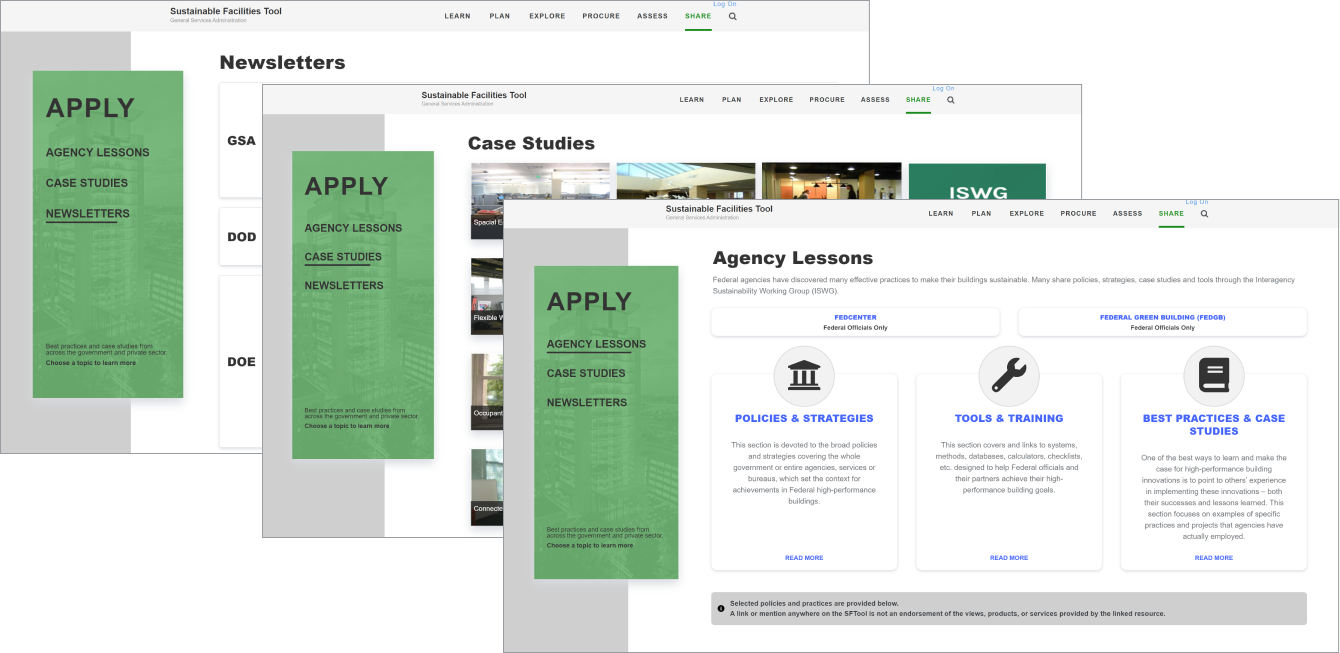 Log On
Sustainable Facilities Tool
General Services Administration
LEARN PLAN EXPLORE PROCURE ASSESS SHARE
Newsletters
APPLY
AGENCY LESSONS
CASE STUDIES
NEWSLETTERS
Best practices and case studies from
across the government and private sector.
Choose a topic to learn more
GSA
DOD
DOE
Log On
Sustainable Facilities Tool
General Services Administration
LEARN PLAN EXPLORE PROCURE ASSESS SHARE
Case Studies
APPLY
AGENCY LESSONS
CASE STUDIES
NEWSLETTERS
Best practices and case studies from
across the government and private sector.
Choose a topic to learn more
ISWG
Spacial E
Flexible W
Occupant
Connecte
Log On
Sustainable Facilities Tool
General Services Administration
LEARN PLAN EXPLORE PROCURE ASSESS SHARE
APPLY
AGENCY LESSONS
CASE STUDIES
NEWSLETTERS
Best practices and case studies from
across the government and private sector.
Choose a topic to learn more
Agency Lessons
Federal agencies have discovered many effective practices to make their buildings sustainable. Many share policies, strategies, case studies and tools through the Interagency
Sustainability Working Group (ISWG).
FEDCENTER
Federal Officials Only
FEDERAL GREEN BUILDING (FEDGB)
Federal Officials Only
POLICIES & STRATEGIES
This section is devoted to the broad policies
and strategies covering the whole
government or entire agencies, services or
bureaus, which set the context for
achievements in Federal high-performance
buildings.
READ MORE
TOOLS & TRAINING
This section covers and links to systems,
methods, databases, calculators, checklists,
etc. designed to help Federal officials and
their partners achieve their high-
performance building goals.
READ MORE
BEST PRACTICES & CASE
STUDIES
One of the best ways to learn and make the
case for high-performance building
innovations is to point to others' experience
in implementing these innovations – both
their successes and lessons learned. This
section focuses on examples of specific
practices and projects that agencies have
actually employed.
READ MORE
Selected policies and practices are provided below.
A link or mention anywhere on the SFTool is not an endorsement of the views, products, or services provided by the linked resource.